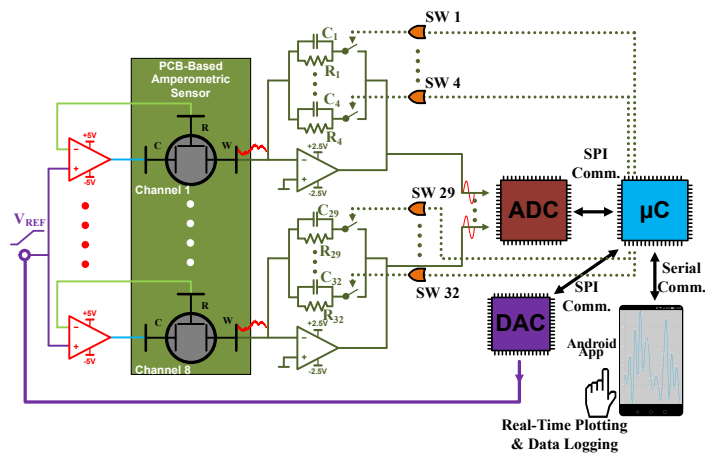 C1
SW 1
R1
PCB-Based
Amperometric
Sensor
C4
SW 4
R4
R
+5V
C
W
+2.5V
−
+
-5V
-2.5V
Channel 1
SPI
Comm.
ADC
µC
VREF
C29
SW 29
R29
C32
SW 32
R32
R
SPI
Comm.
Serial
Comm.
+5V
C
W
+2.5V
−
+
-5V
-2.5V
Channel 8
DAC
Android
App
Real-Time Plotting
& Data Logging